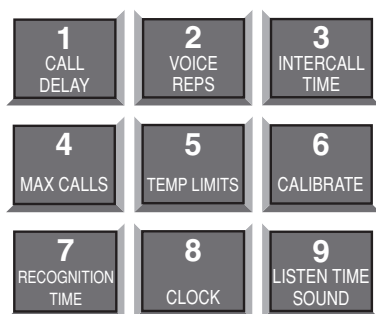 1 2 3
CALL VOICE INTERCALL
DELAY REPS TIME
4 5 6
MAX CALLS TEMP LIMITS CALIBRATE
7 8 9
RECOGNITION LISTEN TIME
TIME CLOCK SOUND